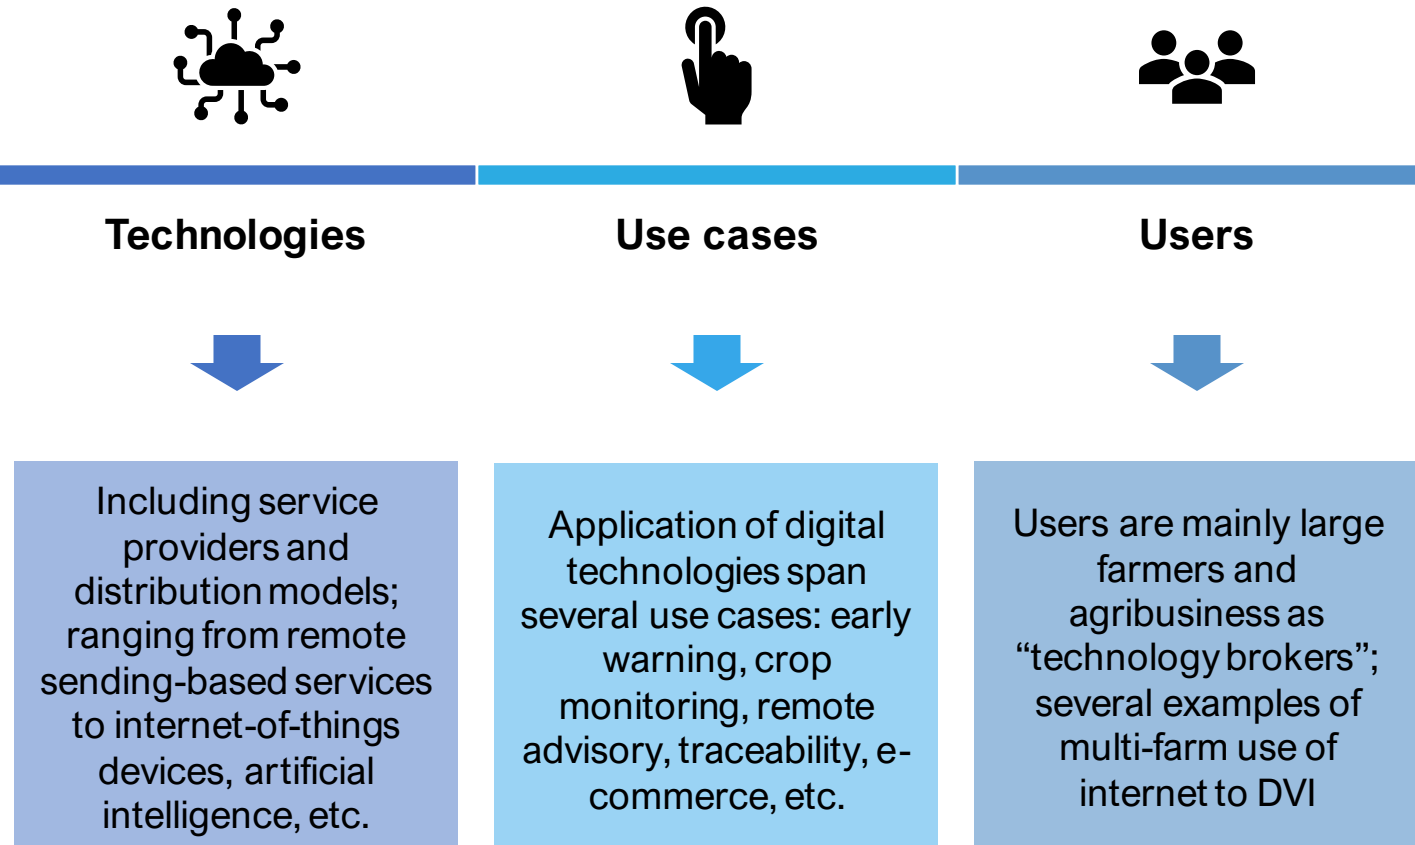 Technologies
Use cases
Users
Including service
providers and
distribution models;
ranging from remote
sending-based services
to internet-of-things
devices, artificial
intelligence, etc.
Application of digital
technologies span
several use cases: early
warning, crop
monitoring, remote
advisory, traceability, e-
commerce, etc.
Users are mainly large
farmers and
agribusiness as
“technology brokers”;
several examples of
multi-farm use of
internet to DVI